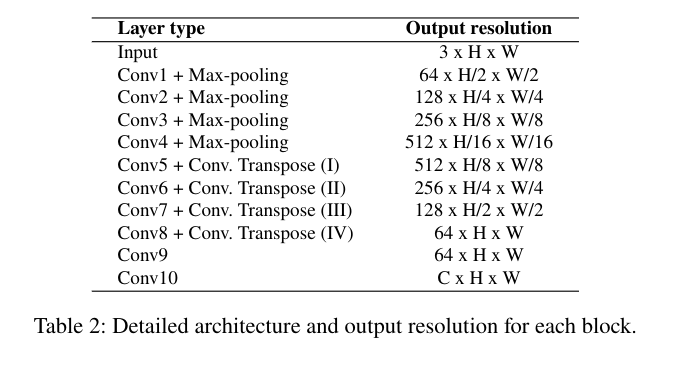 Layer type Output resolution
Input 3 x H x W
Conv1 + Max-pooling 64 x H/2 x W/2
Conv2 + Max-pooling 128 x H/4 x W/4
Conv3 + Max-pooling 256 x H/8 x W/8
Conv4 + Max-pooling 512 x H/16 x W/16
Conv5 + Conv. Transpose (I) 512 x H/8 x W/8
Conv6 + Conv. Transpose (II) 256 x H/4 x W/4
Conv7 + Conv. Transpose (III) 128 x H/2 x W/2
Conv8 + Conv. Transpose (IV) 64 x H x W
Conv9 64 x H x W
Conv10 C x H x W
Table 2: Detailed architecture and output resolution for each block.